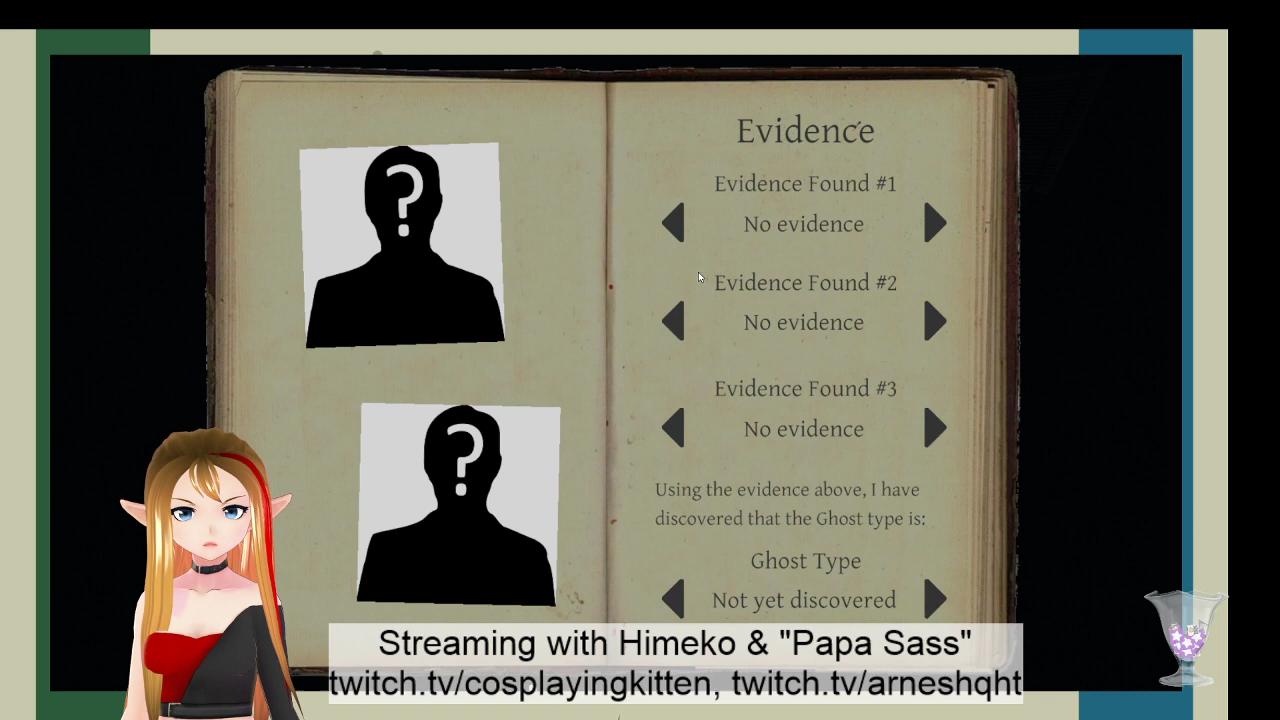 Evidence
Evidence Found #1
No evidence
Evidence Found #2
No evidence
Evidence Found #3
No evidence
Using the evidence above, I have
discovered that the Ghost type is:
Ghost Type
Not yet discovered
?
?
Streaming with Himeko & "Papa Sass"
twitch.tv/cosplayingkitten, twitch.tv/arneshqht